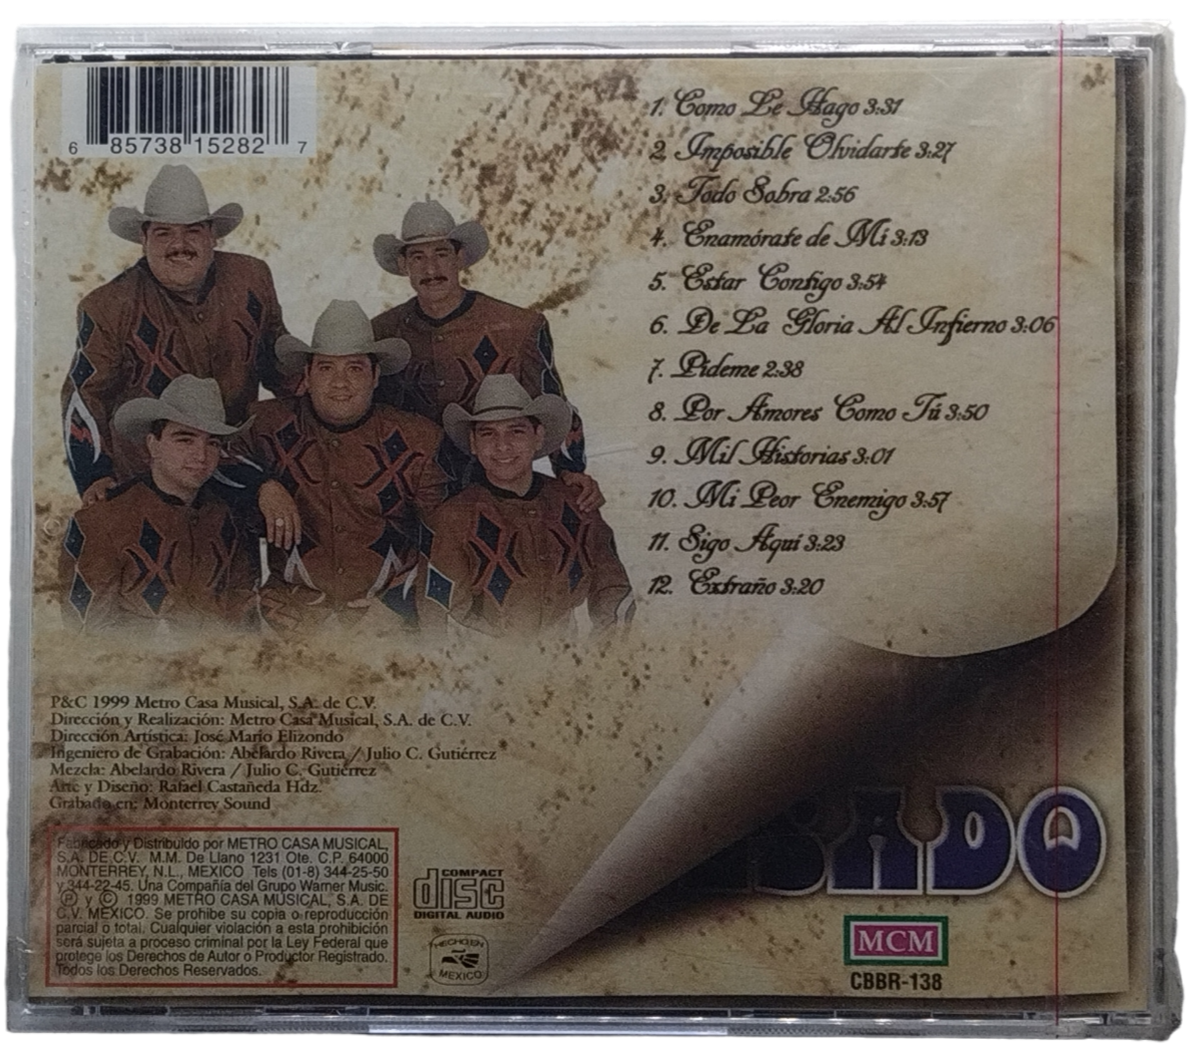 6 85738 15282 7
1. Como Le Hago 3:31
2. Imposible Olvidarte 3:27
3. Todo Sobra 2:56
4. Enamórate de Mi 3:13
5. Estar Contigo 3:54
6. De La Gloria Al Infierno 3:06
7. Pídeme 2:38
8. Por Amores Como Tú 3:50
9. Mil Historias 3:01
10. Mi Peor Enemigo 3:57
11. Sigo Aquí 3:23
12. Extraño 3:20
P&C 1999 Metro Casa Musical, S.A. de C.V.
Dirección y Realización: Metro Casa Musical, S.A. de C.V.
Dirección Artística: José Mario Elizondo
Ingeniero de Grabación: Abelardo Rivera / Julio C. Gutiérrez
Mezcla: Abelardo Rivera / Julio C. Gutiérrez
Arte y Diseño: Rafael Castañeda Hdz.
Grabado en: Monterrey Sound
Fabricado y Distribuido por METRO CASA MUSICAL,
S.A. DE C.V. M.M. De Llano 1231 Ote. C.P. 64000
MONTERREY, N.L., MEXICO Tels (01-8) 344-25-50
y 344-22-45. Una Compañía del Grupo Warner Music.
Ⓟ y © 1999 METRO CASA MUSICAL, S.A. DE
C.V. MEXICO. Se prohibe su copia o reproducción
parcial o total. Cualquier violación a esta prohibición
será sujeta a proceso criminal por la Ley Federal que
protege los Derechos de Autor o Productor Registrado.
Todos los Derechos Reservados.
COMPACT
disc
DIGITAL AUDIO
HECHO EN
MEXICO
SADO
MCM
CBBR-138